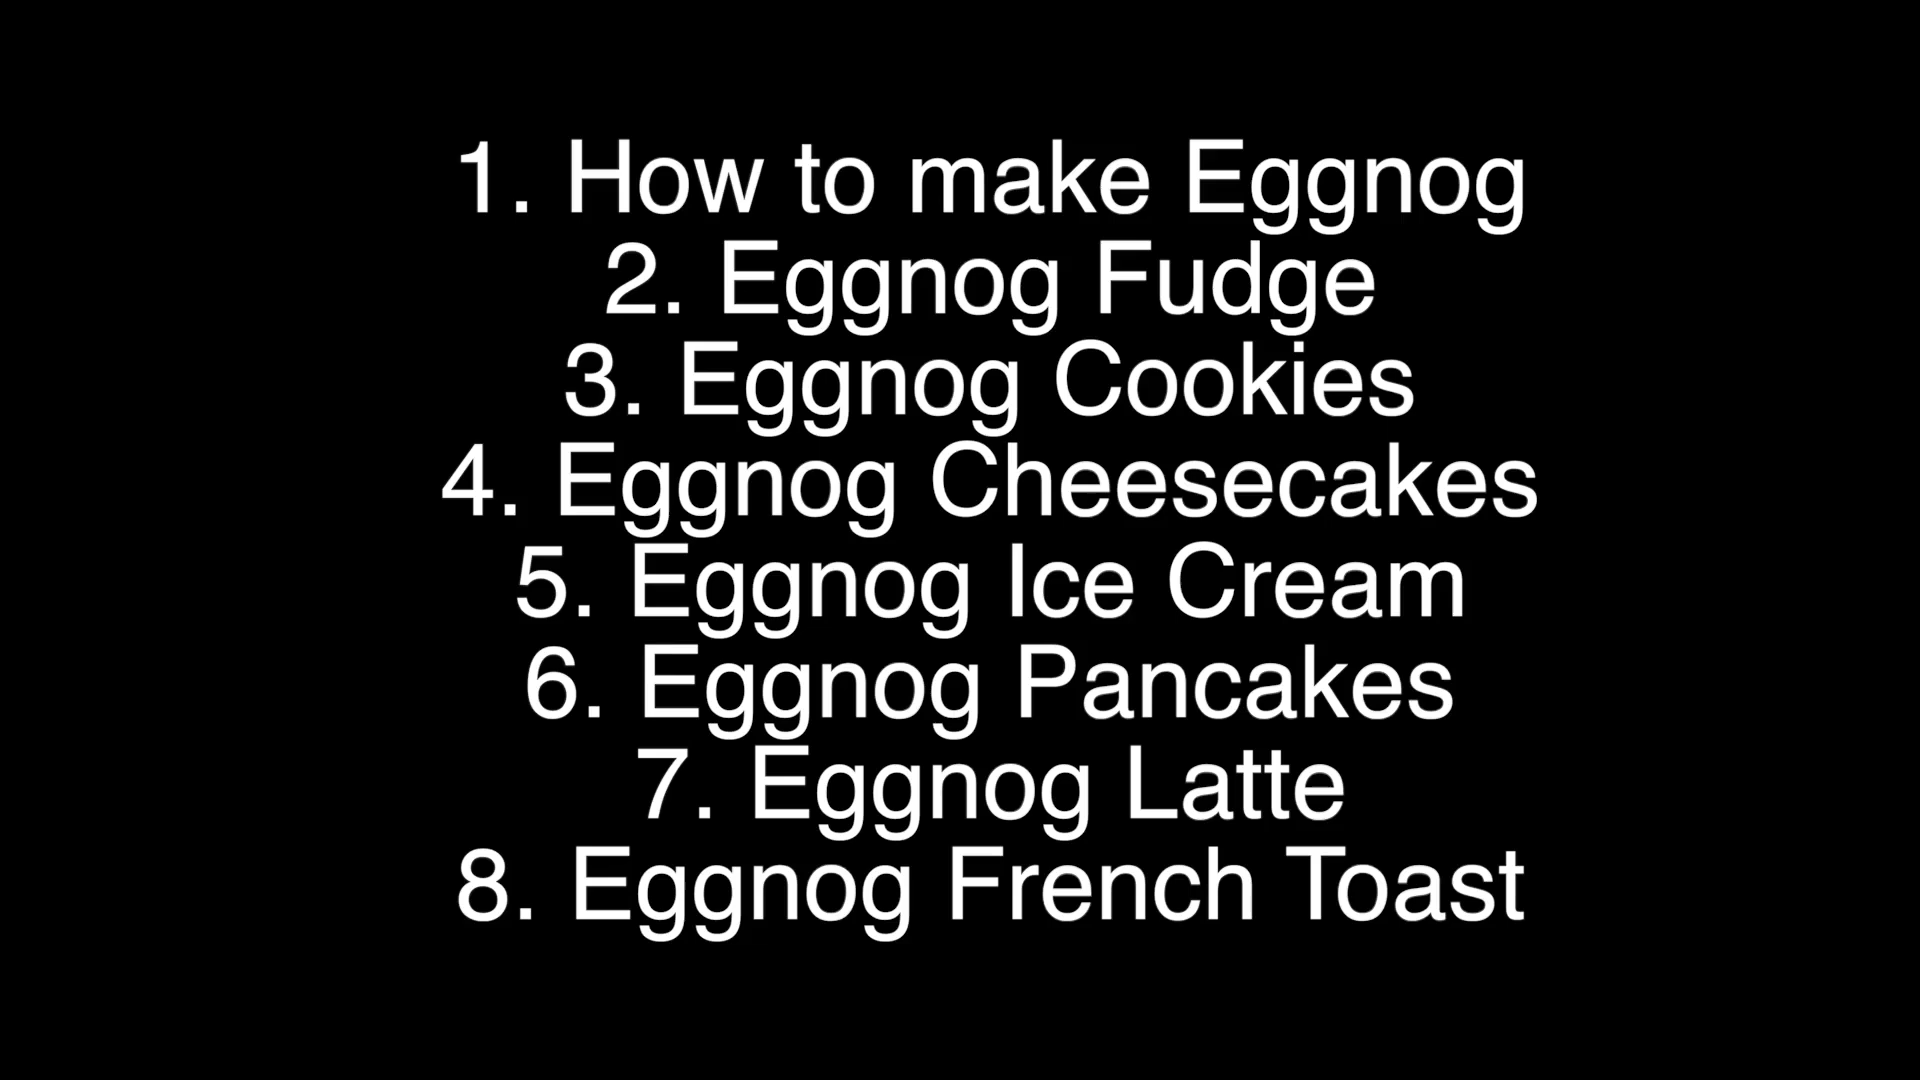 1. How to make Eggnog
2. Eggnog Fudge
3. Eggnog Cookies
4. Eggnog Cheesecakes
5. Eggnog Ice Cream
6. Eggnog Pancakes
7. Eggnog Latte
8. Eggnog French Toast